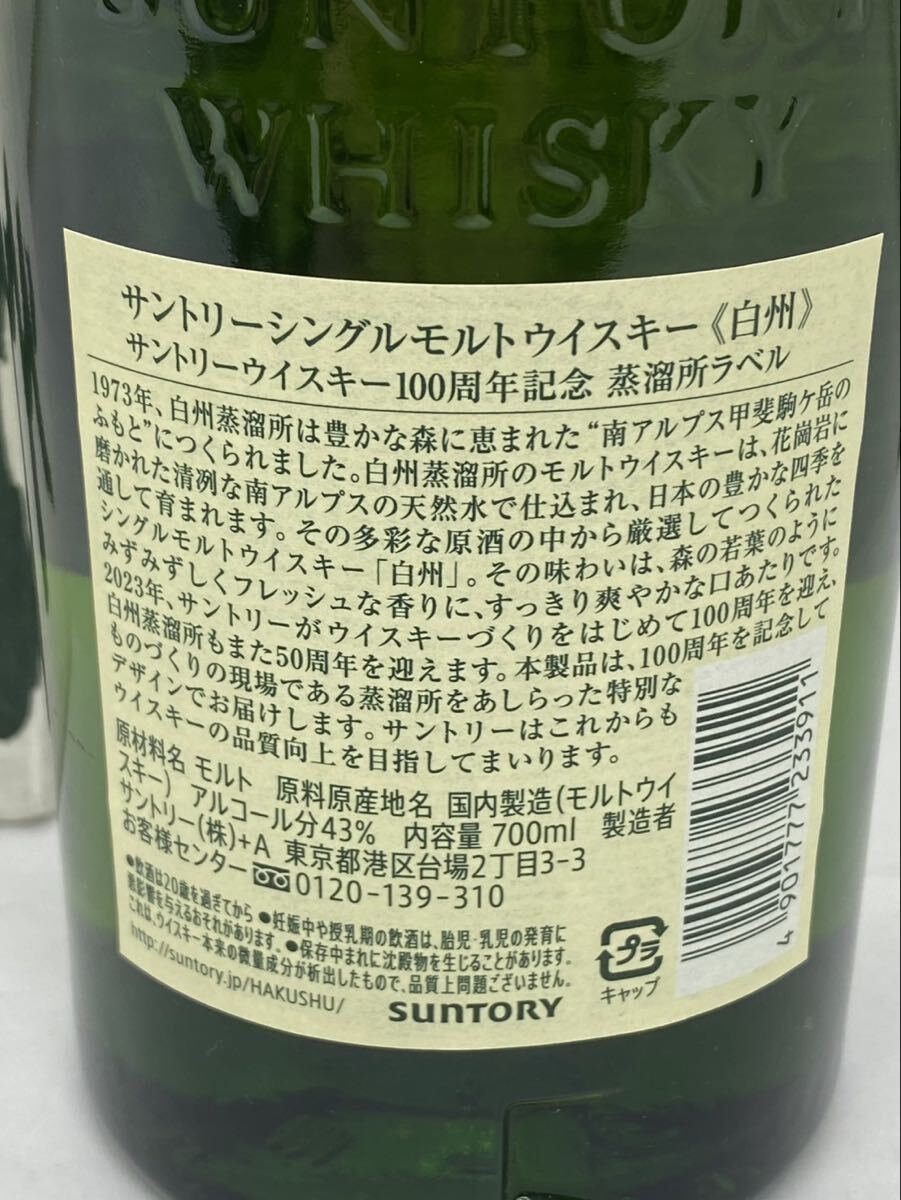 SUNTORY
WHISKY
サントリーシングルモルトウイスキー《白州》
サントリーウイスキー100周年記念 蒸溜所ラベル
1973年、白州蒸溜所は豊かな森に恵まれた“南アルプス甲斐駒ケ岳の
ふもと”につくられました。白州蒸溜所のモルトウイスキーは、花崗岩に
磨かれた清冽な南アルプスの天然水で仕込まれ、日本の豊かな四季を
通して育まれます。その多彩な原酒の中から厳選してつくられた
シングルモルトウイスキー「白州」。その味わいは、森の若葉のように
みずみずしくフレッシュな香りに、すっきり爽やかな口あたりです。
2023年、サントリーがウイスキーづくりをはじめて100周年を迎え、
白州蒸溜所もまた50周年を迎えます。本製品は、100周年を記念して
ものづくりの現場である蒸溜所をあしらった特別な
デザインでお届けします。サントリーはこれからも
ウイスキーの品質向上を目指してまいります。
原材料名 モルト 原料原産地名 国内製造(モルトウイ
スキー) アルコール分43% 内容量 700ml 製造者
サントリー(株)+A 東京都港区台場2丁目3-3
お客様センター 0120-139-310
●飲酒は20歳を過ぎてから ●妊娠中や授乳期の飲酒は、胎児・乳児の発育に
悪影響を与えるおそれがあります。●保存中まれに沈殿物を生じることがあります。
これは、ウイスキー本来の微量成分が析出したもので、品質上問題ございません。
http://suntory.jp/HAKUSHU/
SUNTORY
プラ
キャップ
4 901777 233911